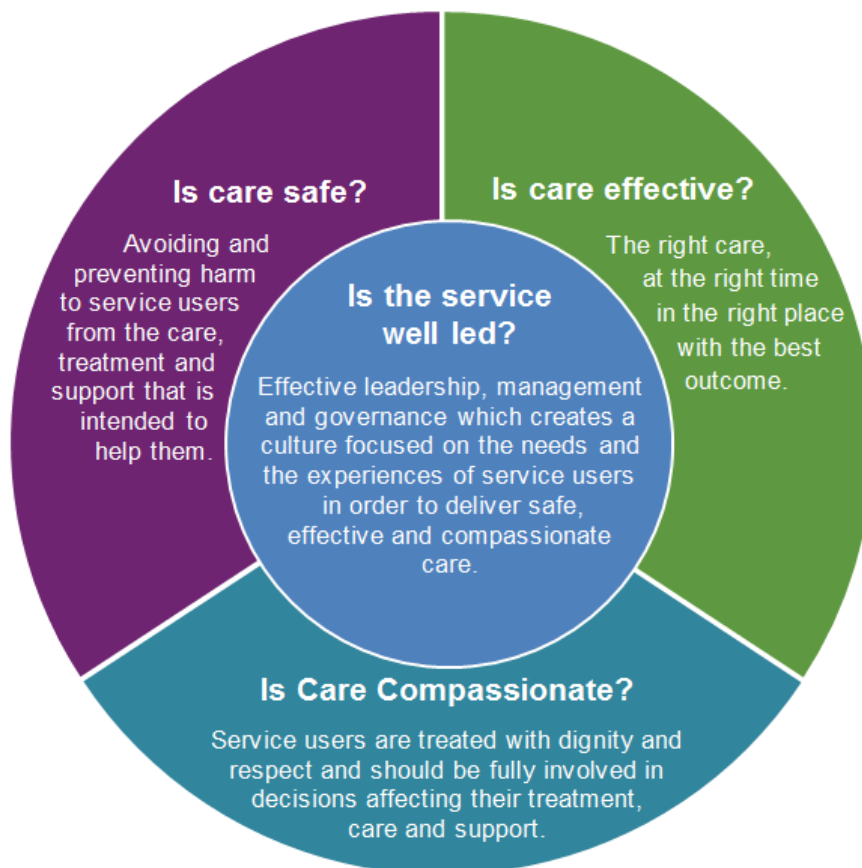 Is care safe?
Avoiding and
preventing harm
to service users
from the care,
treatment and
support that is
intended to
help them.
Is care effective?
The right care,
at the right time
in the right place
with the best
outcome.
Is the service
well led?
Effective leadership, management
and governance which creates a
culture focused on the needs and
the experiences of service users
in order to deliver safe,
effective and compassionate
care.
Is Care Compassionate?
Service users are treated with dignity and
respect and should be fully involved in
decisions affecting their treatment,
care and support.